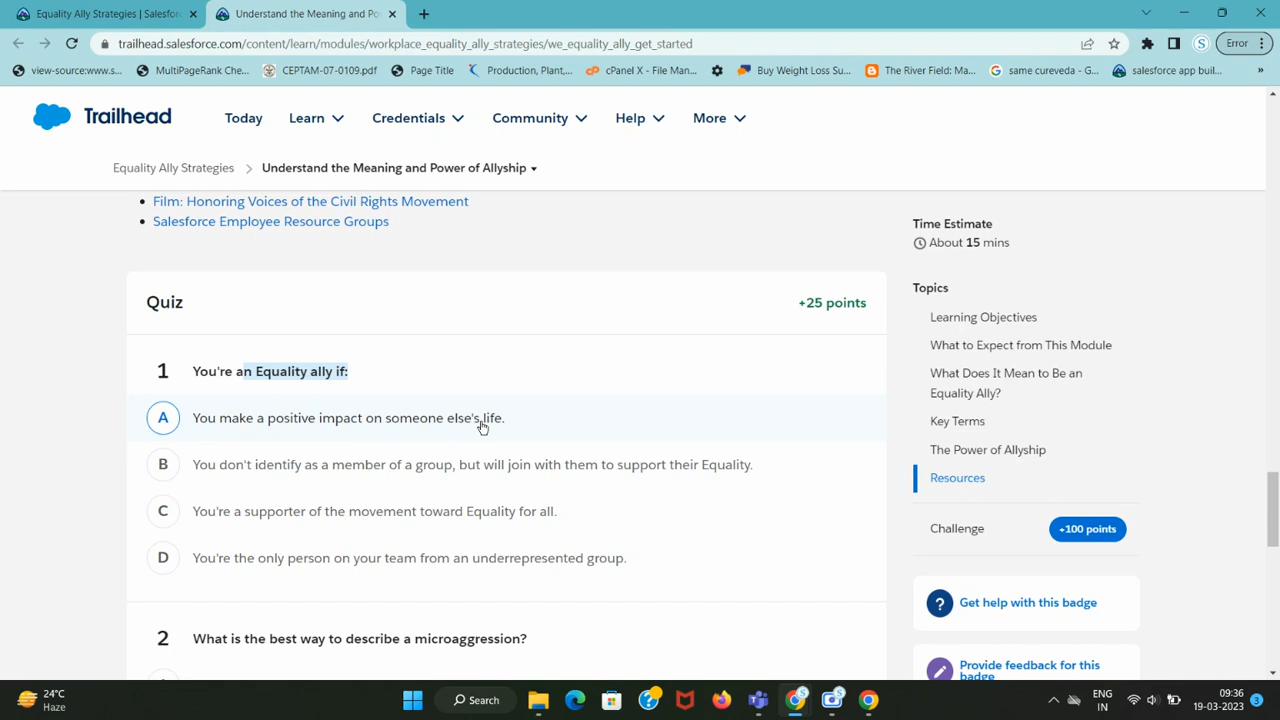 Equality Ally Strategies | Salesfor
Understand the Meaning and Po
trailhead.salesforce.com/content/learn/modules/workplace_equality_ally_strategies/we_equality_ally_get_started
Error
view-source:www.s...
MultiPageRank Che...
CEPTAM-07-0109.pdf
Page Title
Production, Plant,...
cPanel X - File Man...
Buy Weight Loss Su...
The River Field: Ma...
same cureveda - G...
salesforce app buil...
»
Trailhead
Today
Learn
Credentials
Community
Help
More
Equality Ally Strategies
Understand the Meaning and Power of Allyship
Film: Honoring Voices of the Civil Rights Movement
Salesforce Employee Resource Groups
Quiz
+25 points
1 You're an Equality ally if:
A You make a positive impact on someone else's life.
B You don't identify as a member of a group, but will join with them to support their Equality.
C You're a supporter of the movement toward Equality for all.
D You're the only person on your team from an underrepresented group.
2 What is the best way to describe a microaggression?
Time Estimate
About 15 mins
Topics
Learning Objectives
What to Expect from This Module
What Does It Mean to Be an
Equality Ally?
Key Terms
The Power of Allyship
Resources
Challenge
+100 points
? Get help with this badge
Provide feedback for this
badge
24°C
Haze
Search
ENG
IN
09:36
19-03-2023
3